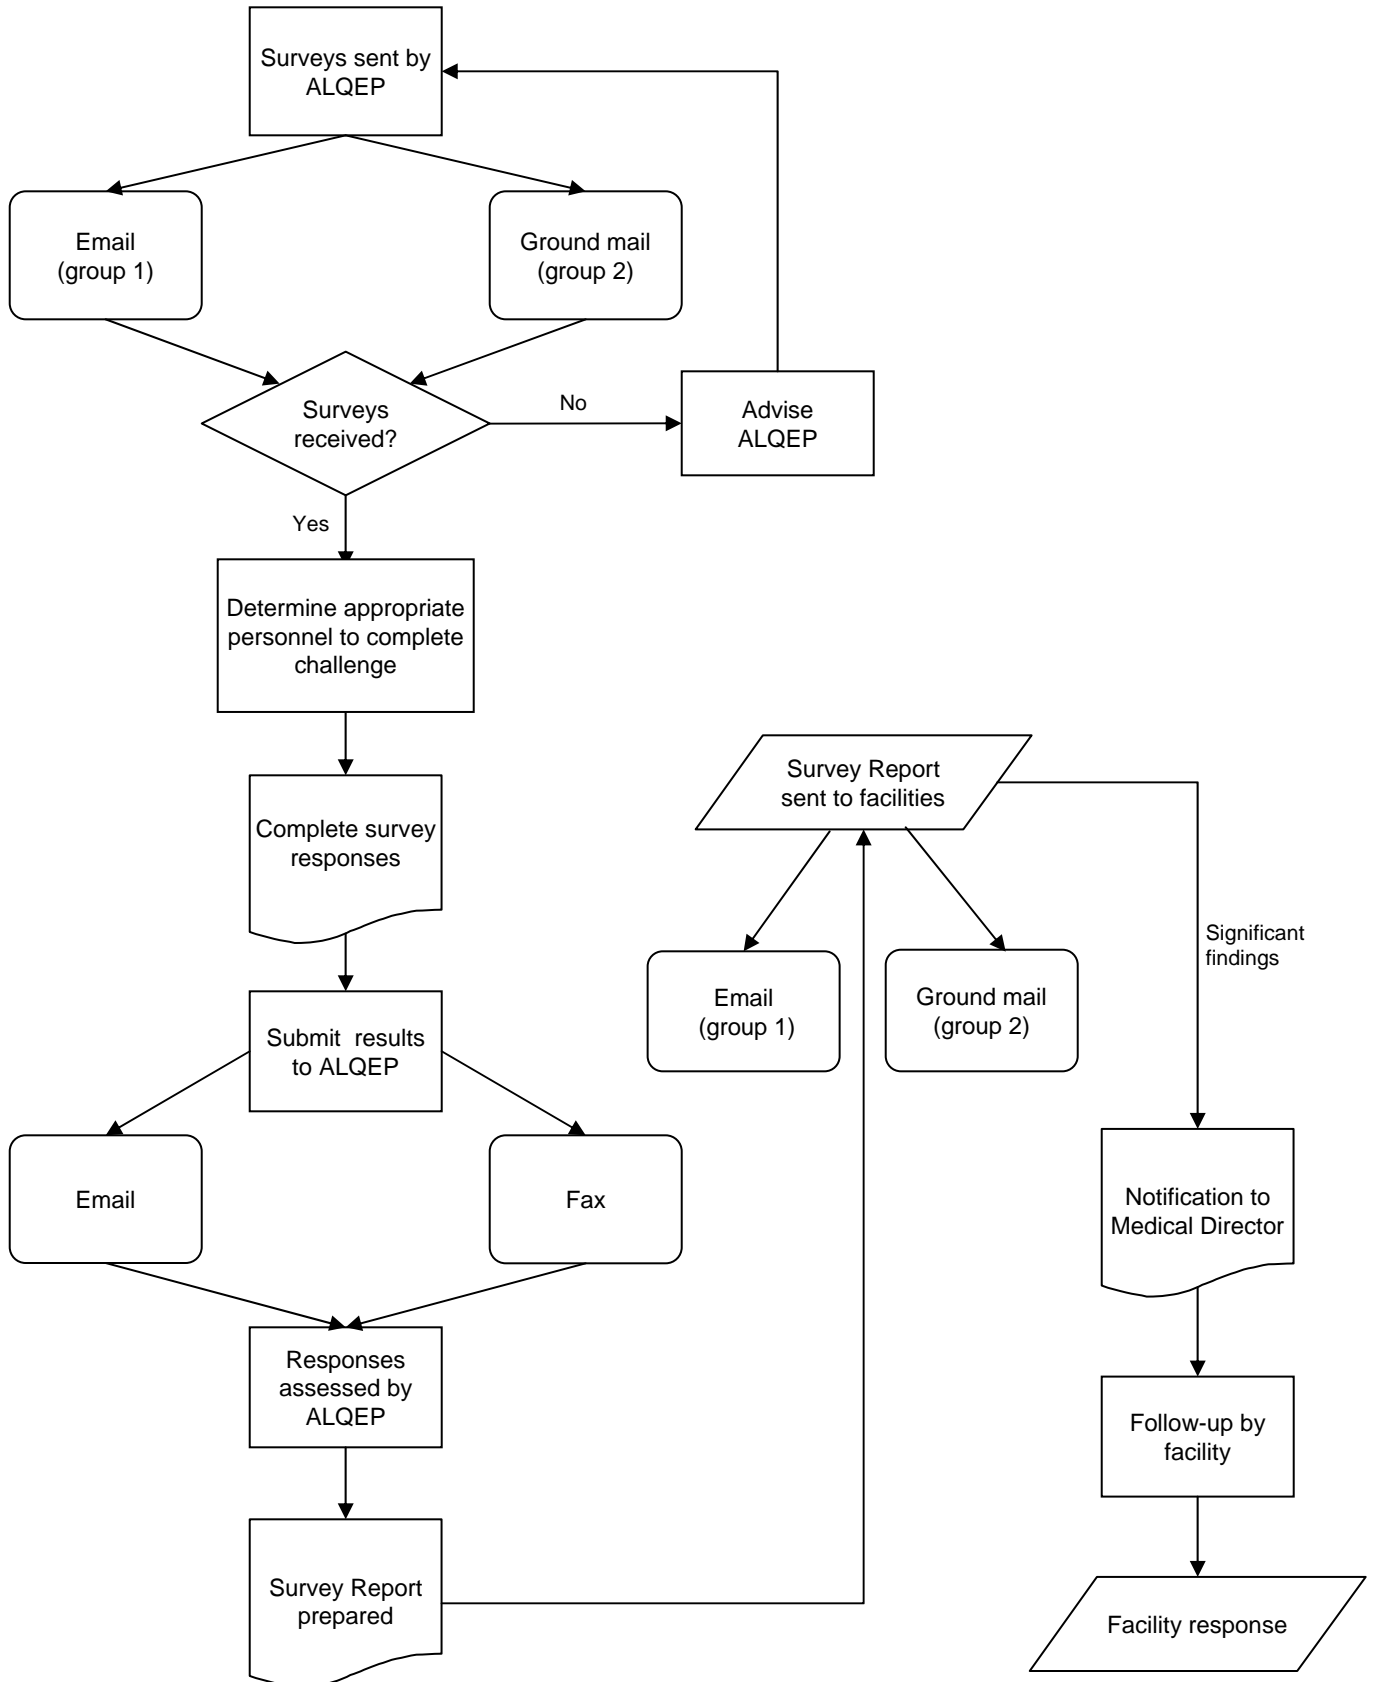 Surveys sent by
ALQEP
Email
(group 1)
Ground mail
(group 2)
Surveys
received?
No
Advise
ALQEP
Yes
Determine appropriate
personnel to complete
challenge
Complete survey
responses
Submit results
to ALQEP
Email
Fax
Responses
assessed by
ALQEP
Survey Report
prepared
Survey Report
sent to facilities
Email
(group 1)
Ground mail
(group 2)
Significant
findings
Notification to
Medical Director
Follow-up by
facility
Facility response